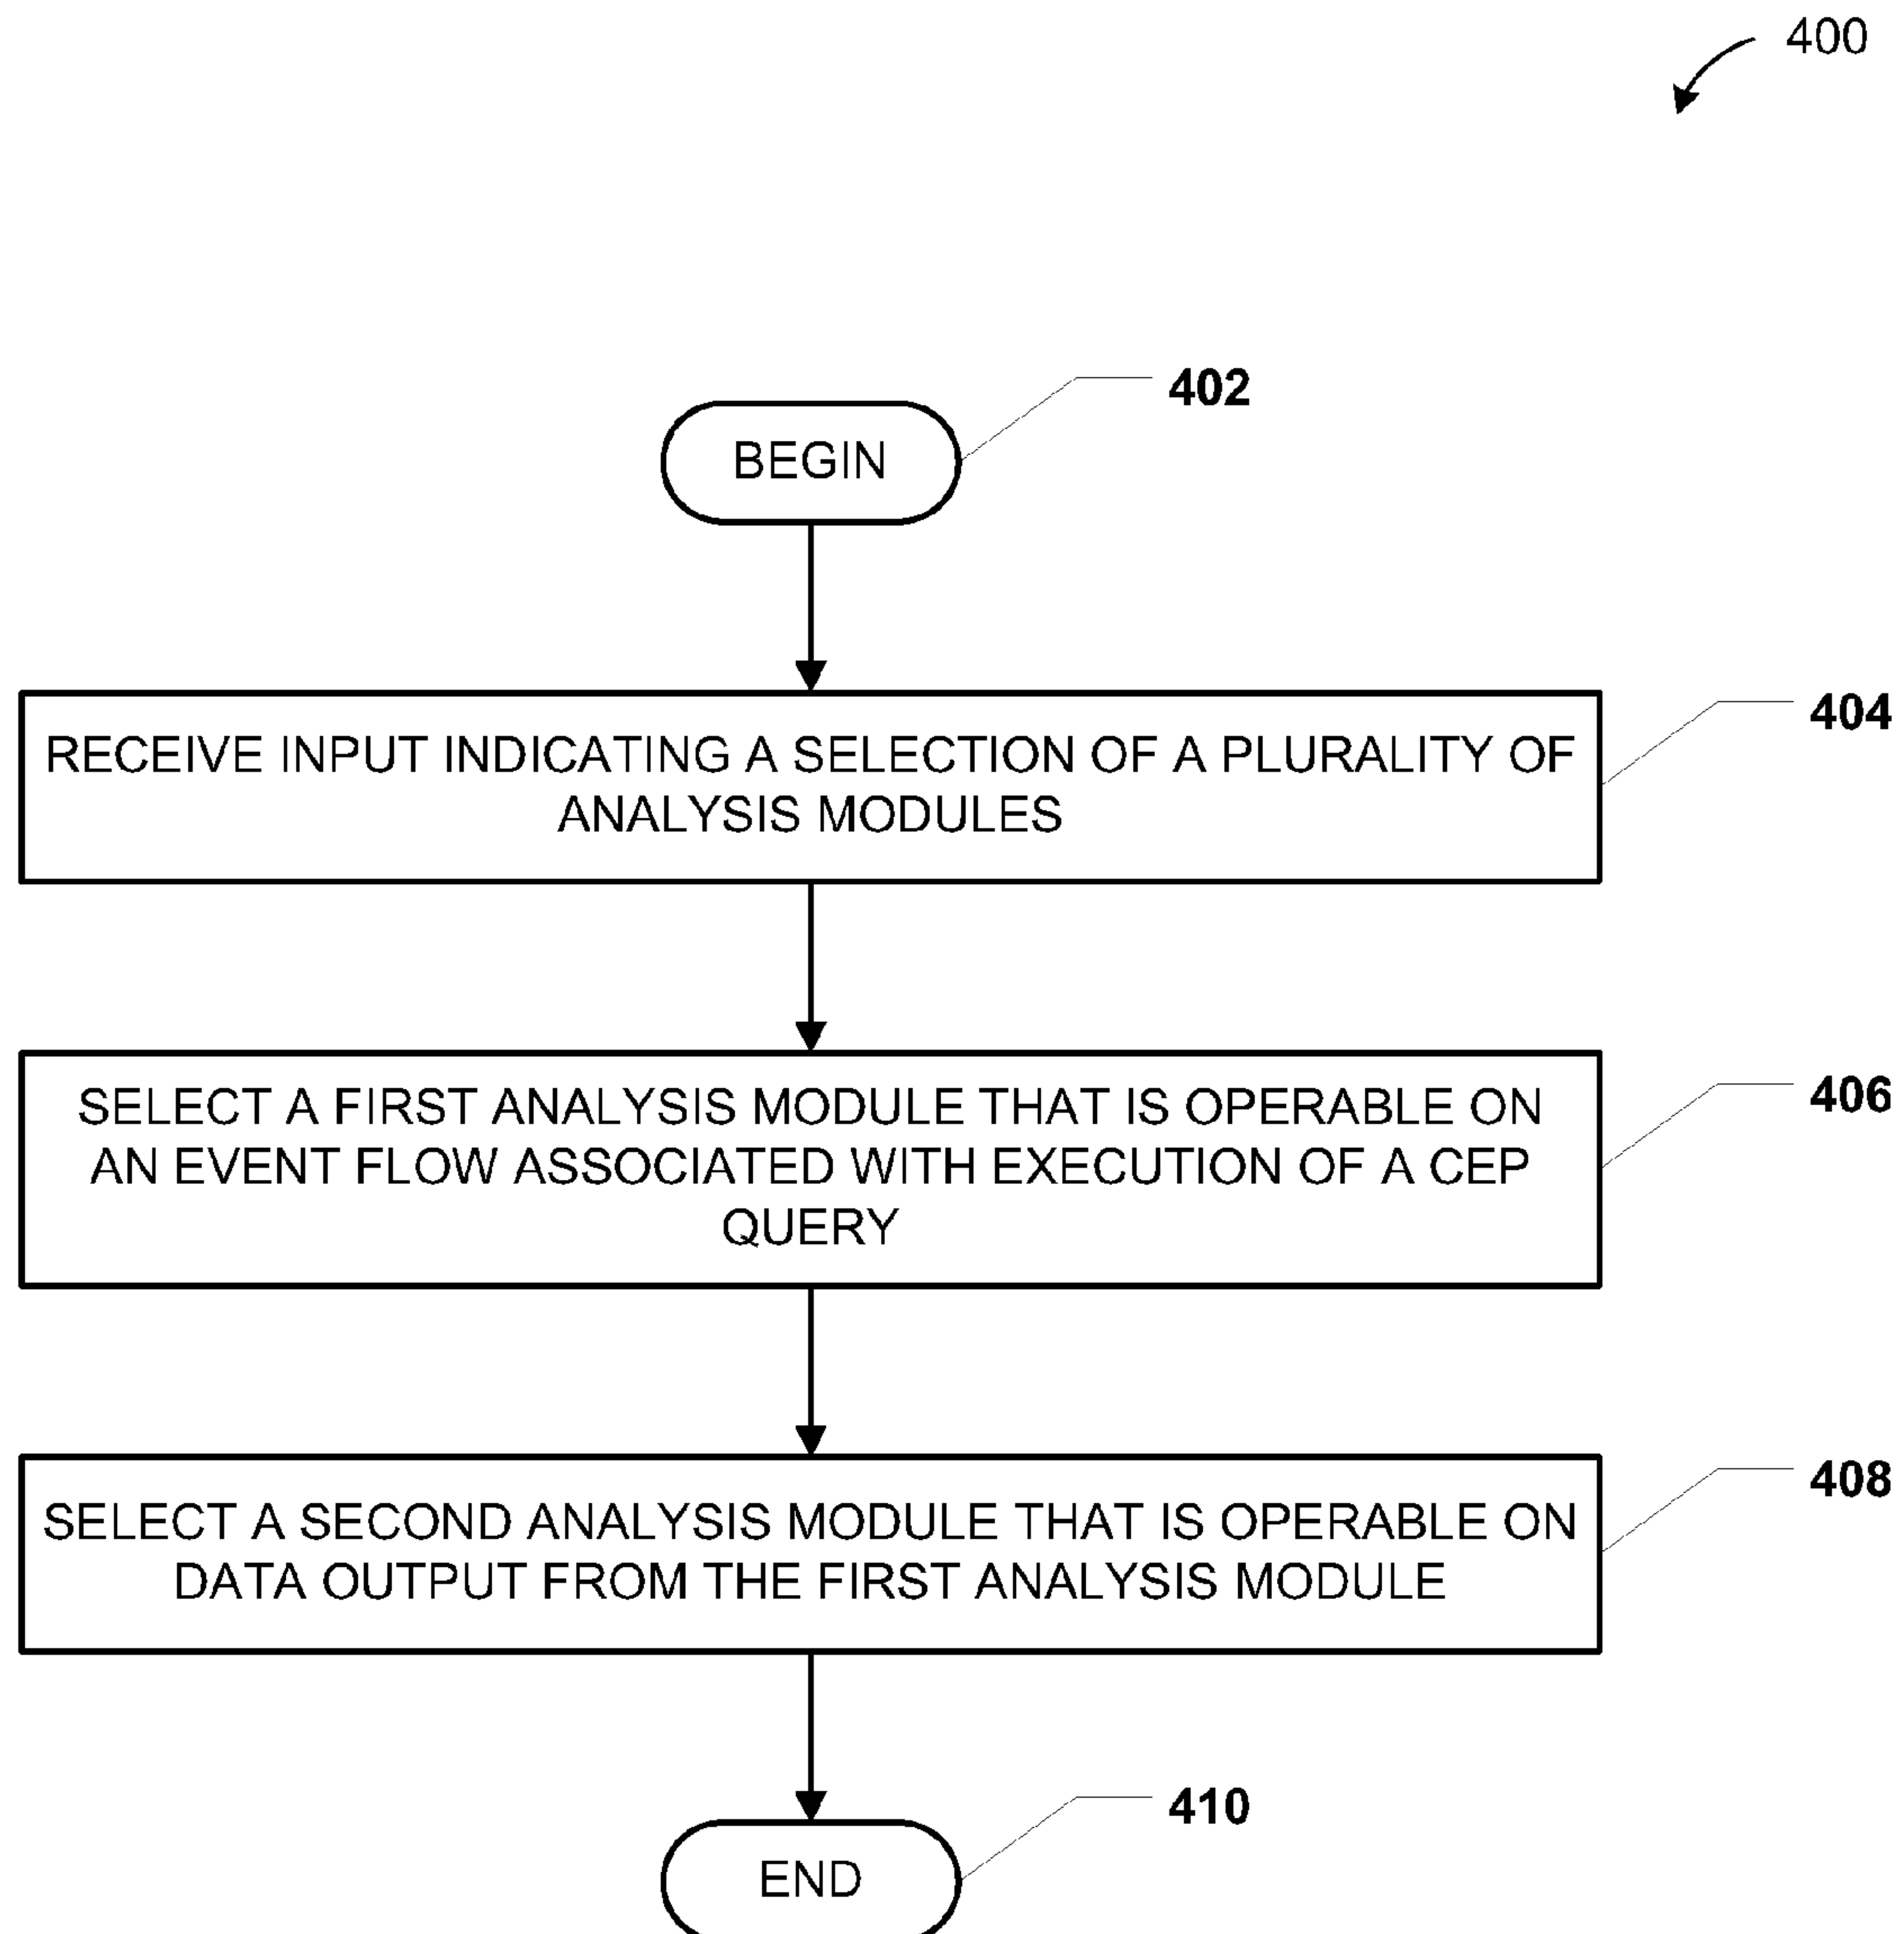 400
402
BEGIN
404
RECEIVE INPUT INDICATING A SELECTION OF A PLURALITY OF
ANALYSIS MODULES
406
SELECT A FIRST ANALYSIS MODULE THAT IS OPERABLE ON
AN EVENT FLOW ASSOCIATED WITH EXECUTION OF A CEP
QUERY
408
SELECT A SECOND ANALYSIS MODULE THAT IS OPERABLE ON
DATA OUTPUT FROM THE FIRST ANALYSIS MODULE
410
END